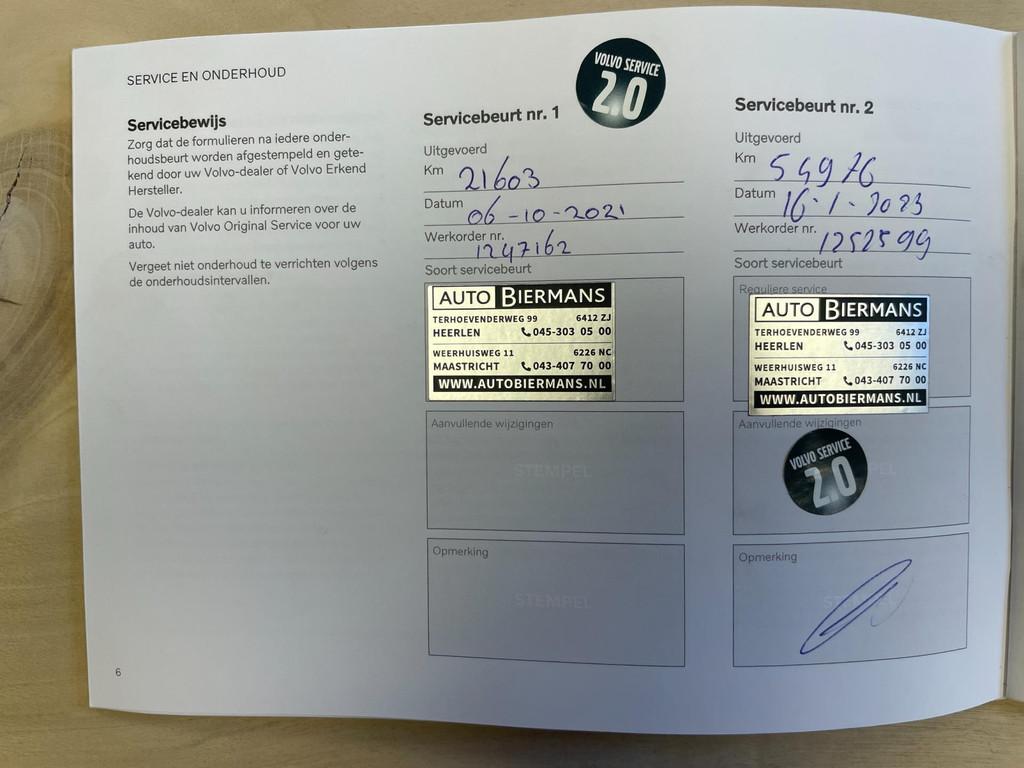 SERVICE EN ONDERHOUD
Servicebewijs
Zorg dat de formulieren na iedere onder-
houdsbeurt worden afgestempeld en gete-
kend door uw Volvo-dealer of Volvo Erkend
Hersteller.
De Volvo-dealer kan u informeren over de
inhoud van Volvo Original Service voor uw
auto.
Vergeet niet onderhoud te verrichten volgens
de onderhoudsintervallen.
6
Servicebeurt nr. 1
VOLVO SERVICE
2.0
Uitgevoerd
Km 21603
Datum 06-10-2021
Werkorder nr. 1247162
Soort servicebeurt
AUTO BIERMANS
TERHOEVENDERWEG 99 6412 ZJ
HEERLEN 045-303 05 00
WEERHUISWEG 11 6226 NC
MAASTRICHT 043-407 70 00
WWW.AUTOBIERMANS.NL
Aanvullende wijzigingen
STEMPEL
Opmerking
STEMPEL
Servicebeurt nr. 2
Uitgevoerd
Km 54976
Datum 16-1-2023
Werkorder nr. 1252599
Soort servicebeurt
Reguliere service
AUTO BIERMANS
TERHOEVENDERWEG 99 6412 ZJ
HEERLEN 045-303 05 00
WEERHUISWEG 11 6226 NC
MAASTRICHT 043-407 70 00
WWW.AUTOBIERMANS.NL
Aanvullende wijzigingen
VOLVO SERVICE
2.0
Opmerking